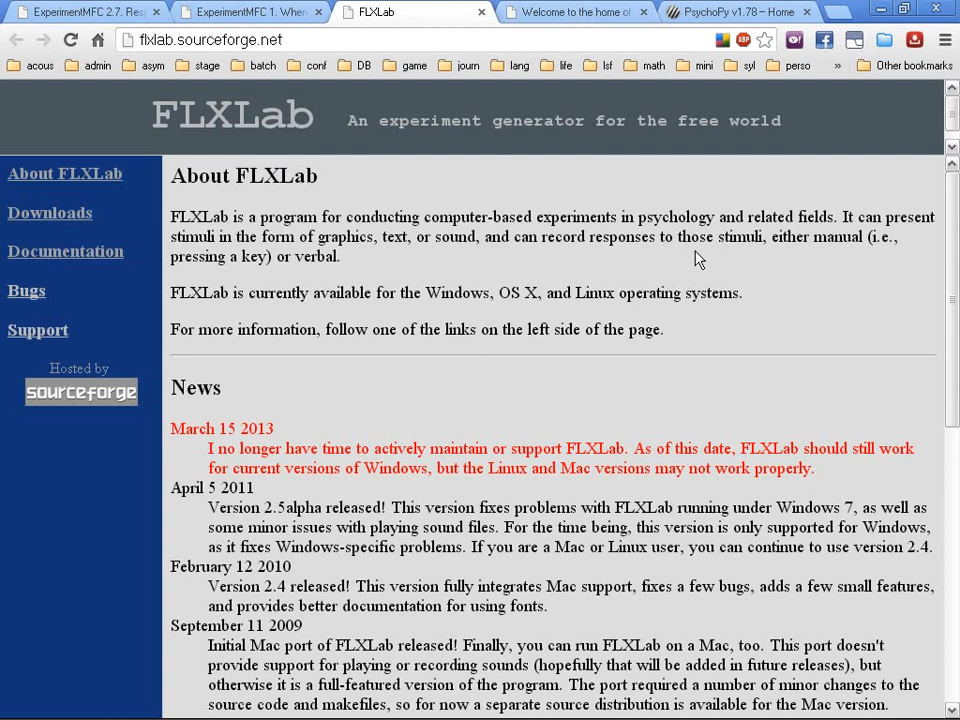 ExperimentMFC 2.7. Res
ExperimentMFC 1. When
FLXLab
Welcome to the home of
PsychoPy v1.78 – Home
flxlab.sourceforge.net
acous admin asym stage batch conf DB game journ lang life lsf math mini syl perso » Other bookmarks
FLXLab An experiment generator for the free world
About FLXLab
Downloads
Documentation
Bugs
Support
Hosted by
sourceforge
About FLXLab
FLXLab is a program for conducting computer-based experiments in psychology and related fields. It can present
stimuli in the form of graphics, text, or sound, and can record responses to those stimuli, either manual (i.e.,
pressing a key) or verbal.
FLXLab is currently available for the Windows, OS X, and Linux operating systems.
For more information, follow one of the links on the left side of the page.
News
March 15 2013
I no longer have time to actively maintain or support FLXLab. As of this date, FLXLab should still work
for current versions of Windows, but the Linux and Mac versions may not work properly.
April 5 2011
Version 2.5alpha released! This version fixes problems with FLXLab running under Windows 7, as well as
some minor issues with playing sound files. For the time being, this version is only supported for Windows,
as it fixes Windows-specific problems. If you are a Mac or Linux user, you can continue to use version 2.4.
February 12 2010
Version 2.4 released! This version fully integrates Mac support, fixes a few bugs, adds a few small features,
and provides better documentation for using fonts.
September 11 2009
Initial Mac port of FLXLab released! Finally, you can run FLXLab on a Mac, too. This port doesn't
provide support for playing or recording sounds (hopefully that will be added in future releases), but
otherwise it is a full-featured version of the program. The port required a number of minor changes to the
source code and makefiles, so for now a separate source distribution is available for the Mac version.